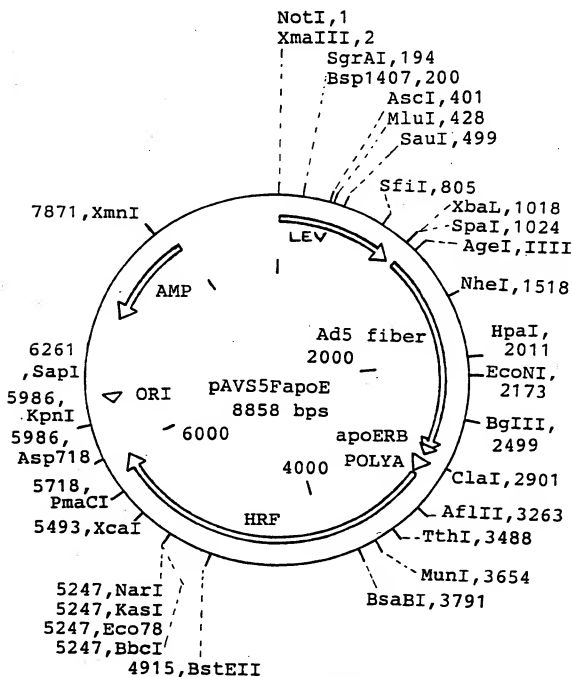 NotI,1
XmaIII,2
SgrAI,194
Bsp1407,200
AscI,401
MluI,428
SauI,499
SfiI,805
XbaL,1018
SpaI,1024
AgeI,IIII
NheI,1518
HpaI,
2011
EcoNI,
2173
BgIII,
2499
ClaI,2901
AflII,3263
TthI,3488
MunI,3654
BsaBI,3791
4915,BstEII
5247,BbcI
5247,Eco78
5247,KasI
5247,NarI
5493,XcaI
5718,
PmaCI
5986,
Asp718
5986,
KpnI
6261
,SapI
7871,XmnI
LEV
Ad5 fiber
2000
apoERB
POLYA
4000
HRF
6000
ORI
AMP
pAVS5FapoE
8858 bps